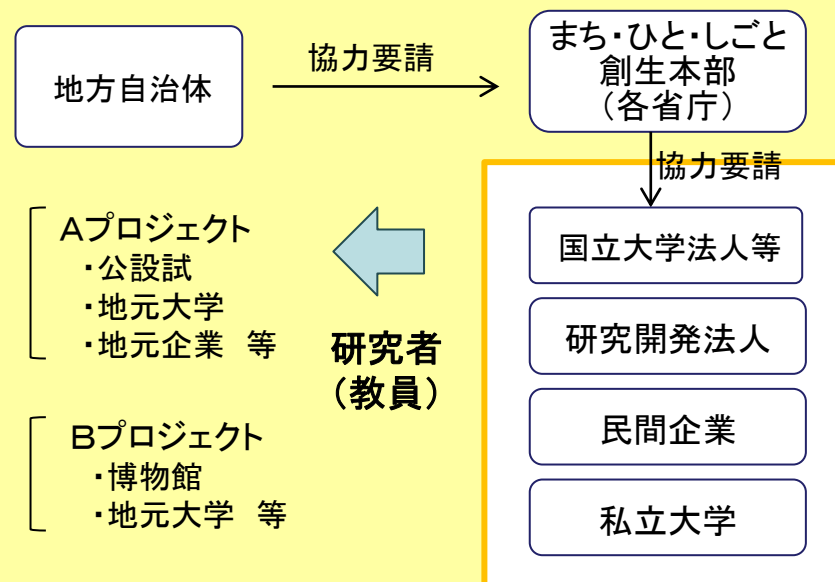 地方自治体
協力要請
まち・ひと・しごと
創生本部
（各省庁）
協力要請
国立大学法人等
研究開発法人
民間企業
私立大学
研究者
（教員）
Ａプロジェクト
・公設試
・地元大学
・地元企業　等
Ｂプロジェクト
・博物館
・地元大学　等